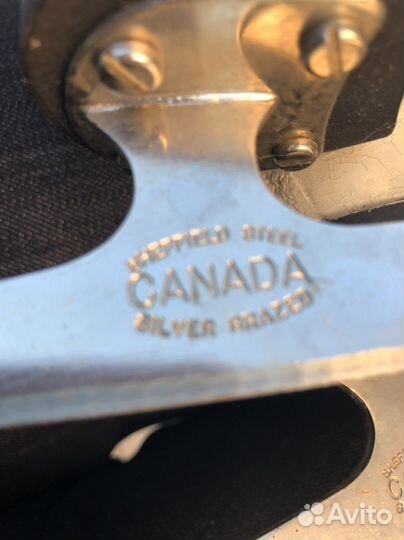 SHEFFIELD STEEL
CANADA
SILVER BRAZED
Avito